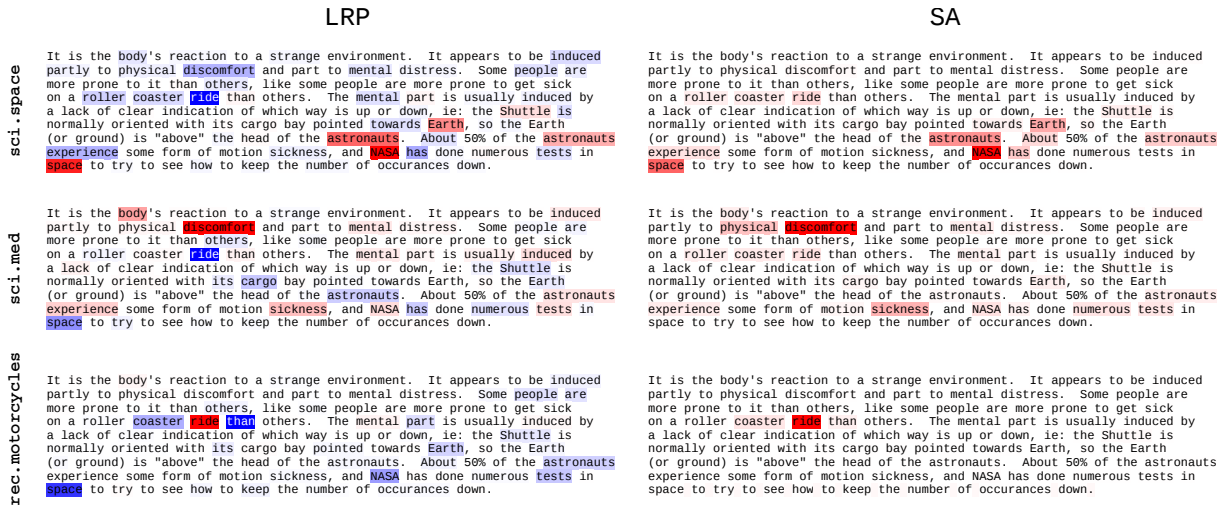 LRP
SA
sci.space
It is the body's reaction to a strange environment.  It appears to be induced
partly to physical discomfort and part to mental distress.  Some people are
more prone to it than others, like some people are more prone to get sick
on a roller coaster ride than others.  The mental part is usually induced by
a lack of clear indication of which way is up or down, ie: the Shuttle is
normally oriented with its cargo bay pointed towards Earth, so the Earth
(or ground) is "above" the head of the astronauts.  About 50% of the astronauts
experience some form of motion sickness, and NASA has done numerous tests in
space to try to see how to keep the number of occurances down.
It is the body's reaction to a strange environment.  It appears to be induced
partly to physical discomfort and part to mental distress.  Some people are
more prone to it than others, like some people are more prone to get sick
on a roller coaster ride than others.  The mental part is usually induced by
a lack of clear indication of which way is up or down, ie: the Shuttle is
normally oriented with its cargo bay pointed towards Earth, so the Earth
(or ground) is "above" the head of the astronauts.  About 50% of the astronauts
experience some form of motion sickness, and NASA has done numerous tests in
space to try to see how to keep the number of occurances down.
sci.med
It is the body's reaction to a strange environment.  It appears to be induced
partly to physical discomfort and part to mental distress.  Some people are
more prone to it than others, like some people are more prone to get sick
on a roller coaster ride than others.  The mental part is usually induced by
a lack of clear indication of which way is up or down, ie: the Shuttle is
normally oriented with its cargo bay pointed towards Earth, so the Earth
(or ground) is "above" the head of the astronauts.  About 50% of the astronauts
experience some form of motion sickness, and NASA has done numerous tests in
space to try to see how to keep the number of occurances down.
It is the body's reaction to a strange environment.  It appears to be induced
partly to physical discomfort and part to mental distress.  Some people are
more prone to it than others, like some people are more prone to get sick
on a roller coaster ride than others.  The mental part is usually induced by
a lack of clear indication of which way is up or down, ie: the Shuttle is
normally oriented with its cargo bay pointed towards Earth, so the Earth
(or ground) is "above" the head of the astronauts.  About 50% of the astronauts
experience some form of motion sickness, and NASA has done numerous tests in
space to try to see how to keep the number of occurances down.
rec.motorcycles
It is the body's reaction to a strange environment.  It appears to be induced
partly to physical discomfort and part to mental distress.  Some people are
more prone to it than others, like some people are more prone to get sick
on a roller coaster ride than others.  The mental part is usually induced by
a lack of clear indication of which way is up or down, ie: the Shuttle is
normally oriented with its cargo bay pointed towards Earth, so the Earth
(or ground) is "above" the head of the astronauts.  About 50% of the astronauts
experience some form of motion sickness, and NASA has done numerous tests in
space to try to see how to keep the number of occurances down.
It is the body's reaction to a strange environment.  It appears to be induced
partly to physical discomfort and part to mental distress.  Some people are
more prone to it than others, like some people are more prone to get sick
on a roller coaster ride than others.  The mental part is usually induced by
a lack of clear indication of which way is up or down, ie: the Shuttle is
normally oriented with its cargo bay pointed towards Earth, so the Earth
(or ground) is "above" the head of the astronauts.  About 50% of the astronauts
experience some form of motion sickness, and NASA has done numerous tests in
space to try to see how to keep the number of occurances down.